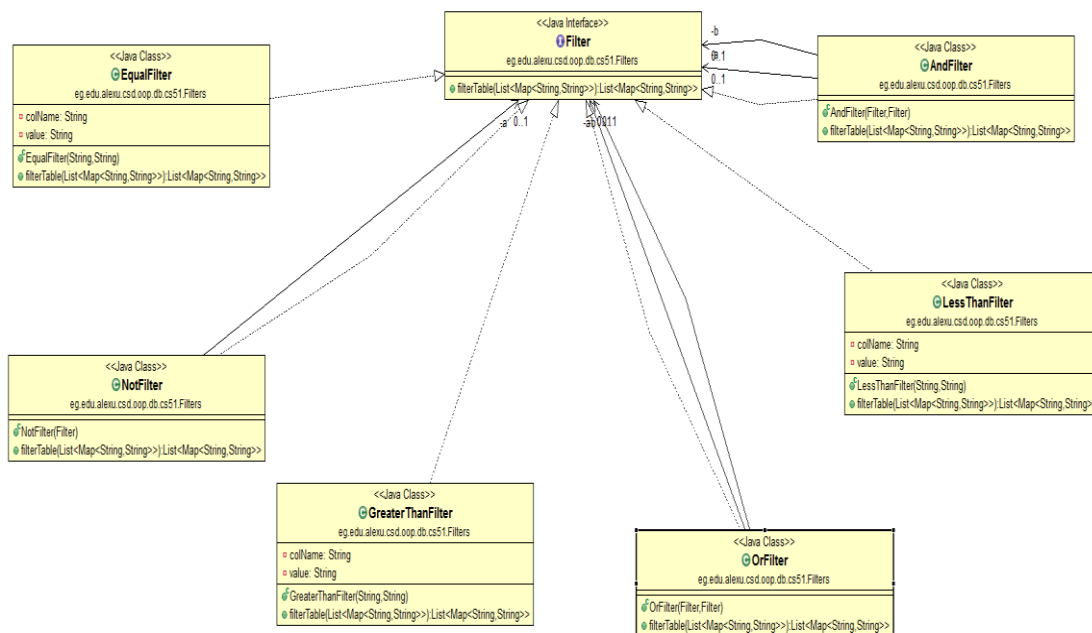 <<Java Interface>>
Filter
eg.edu.alexu.csd.oop.db.cs51.Filters
filterTable(List<Map<String,String>>):List<Map<String,String>>
<<Java Class>>
EqualFilter
eg.edu.alexu.csd.oop.db.cs51.Filters
colName: String
value: String
EqualFilter(String,String)
filterTable(List<Map<String,String>>):List<Map<String,String>>
<<Java Class>>
AndFilter
eg.edu.alexu.csd.oop.db.cs51.Filters
AndFilter(Filter,Filter)
filterTable(List<Map<String,String>>):List<Map<String,String>>
-b
0..1
-a
0..1
<<Java Class>>
LessThanFilter
eg.edu.alexu.csd.oop.db.cs51.Filters
colName: String
value: String
LessThanFilter(String,String)
filterTable(List<Map<String,String>>):List<Map<String,String>>
<<Java Class>>
NotFilter
eg.edu.alexu.csd.oop.db.cs51.Filters
NotFilter(Filter)
filterTable(List<Map<String,String>>):List<Map<String,String>>
<<Java Class>>
GreaterThanFilter
eg.edu.alexu.csd.oop.db.cs51.Filters
colName: String
value: String
GreaterThanFilter(String,String)
filterTable(List<Map<String,String>>):List<Map<String,String>>
<<Java Class>>
OrFilter
eg.edu.alexu.csd.oop.db.cs51.Filters
OrFilter(Filter,Filter)
filterTable(List<Map<String,String>>):List<Map<String,String>>